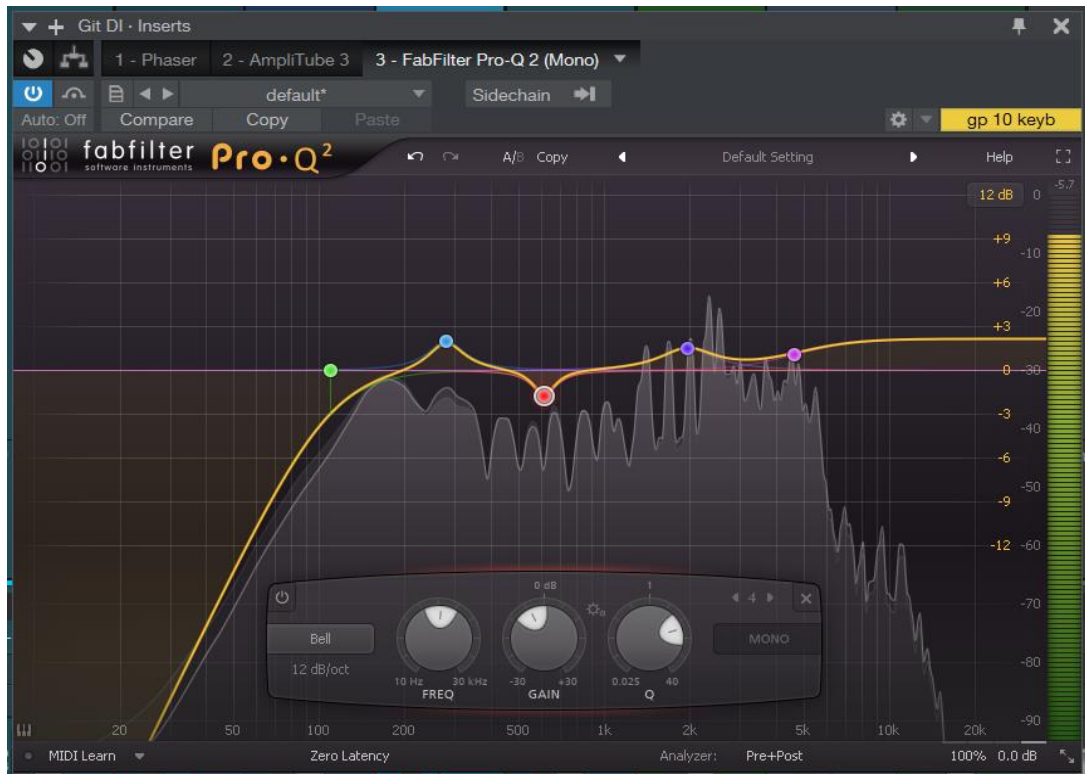 Git DI · Inserts
1 - Phaser 2 - AmpliTube 3 3 - FabFilter Pro-Q 2 (Mono)
default* Sidechain
Auto: Off Compare Copy Paste gp 10 keyb
fabfilter Pro·Q2 A/B Copy Default Setting Help
software instruments
12 dB 0 -5.7
+9
-10
+6
-20
+3
0 -30
-3
-40
-6
-50
-9
-12 -60
0 dB 1
4
-70
Bell MONO
12 dB/oct
-80
10 Hz 30 kHz -30 +30 0.025 40
FREQ GAIN Q
-90
20 50 100 200 500 1k 2k 5k 10k 20k
MIDI Learn Zero Latency Analyzer: Pre+Post 100% 0.0 dB